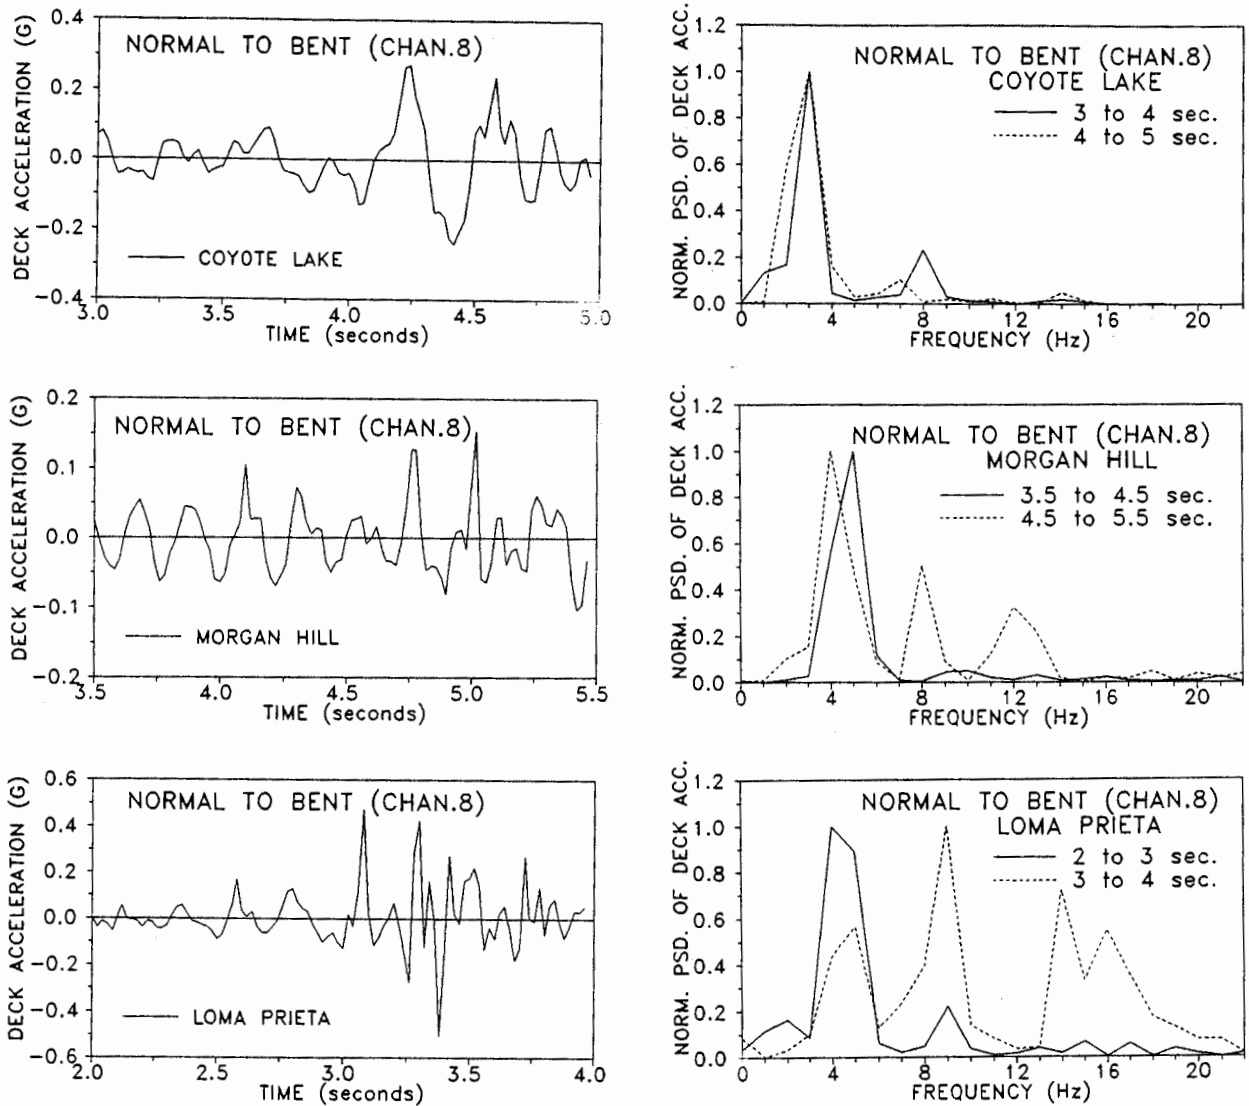 DECK ACCELERATION (G)
0.4
0.2
0.0
−0.2
−0.4
NORMAL TO BENT (CHAN.8)
COYOTE LAKE
3.0
3.5
4.0
4.5
5.0
TIME (seconds)
NORM. PSD. OF DECK ACC.
1.2
1.0
0.8
0.6
0.4
0.2
0.0
NORMAL TO BENT (CHAN.8)
COYOTE LAKE
3 to 4 sec.
4 to 5 sec.
0
4
8
12
16
20
FREQUENCY (Hz)
DECK ACCELERATION (G)
0.2
0.1
0.0
−0.1
−0.2
NORMAL TO BENT (CHAN.8)
MORGAN HILL
3.5
4.0
4.5
5.0
5.5
TIME (seconds)
NORM. PSD. OF DECK ACC.
1.2
1.0
0.8
0.6
0.4
0.2
0.0
NORMAL TO BENT (CHAN.8)
MORGAN HILL
3.5 to 4.5 sec.
4.5 to 5.5 sec.
0
4
8
12
16
20
FREQUENCY (Hz)
DECK ACCELERATION (G)
0.6
0.4
0.2
0.0
−0.2
−0.4
−0.6
NORMAL TO BENT (CHAN.8)
LOMA PRIETA
2.0
2.5
3.0
3.5
4.0
TIME (seconds)
NORM. PSD. OF DECK ACC.
1.2
1.0
0.8
0.6
0.4
0.2
0.0
NORMAL TO BENT (CHAN.8)
LOMA PRIETA
2 to 3 sec.
3 to 4 sec.
0
4
8
12
16
20
FREQUENCY (Hz)